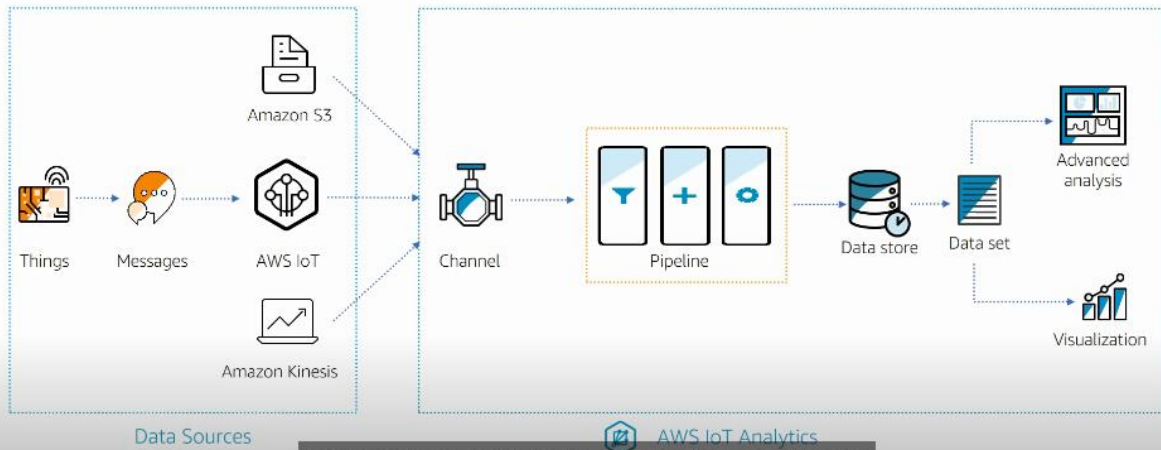 Amazon S3
Things
Messages
AWS IoT
Amazon Kinesis
Data Sources
Channel
Pipeline
Data store
Data set
Advanced
analysis
Visualization
AWS IoT Analytics